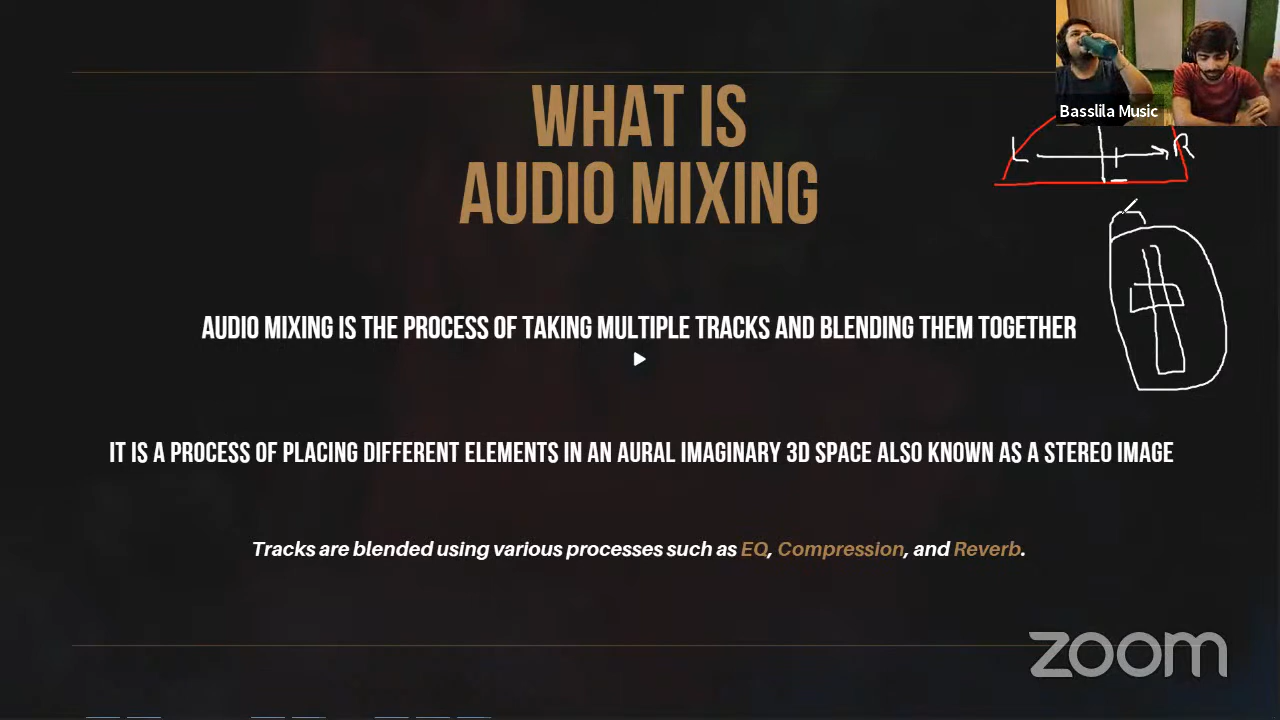 Basslila Music
WHAT IS
AUDIO MIXING
L
R
AUDIO MIXING IS THE PROCESS OF TAKING MULTIPLE TRACKS AND BLENDING THEM TOGETHER
IT IS A PROCESS OF PLACING DIFFERENT ELEMENTS IN AN AURAL IMAGINARY 3D SPACE ALSO KNOWN AS A STEREO IMAGE
Tracks are blended using various processes such as EQ, Compression, and Reverb.
zoom